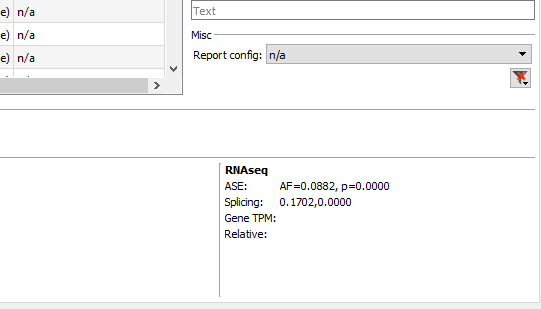 e) n/a
e) n/a
e) n/a
Text
Misc
Report config: n/a
RNAseq
ASE: AF=0.0882, p=0.0000
Splicing: 0.1702,0.0000
Gene TPM:
Relative: